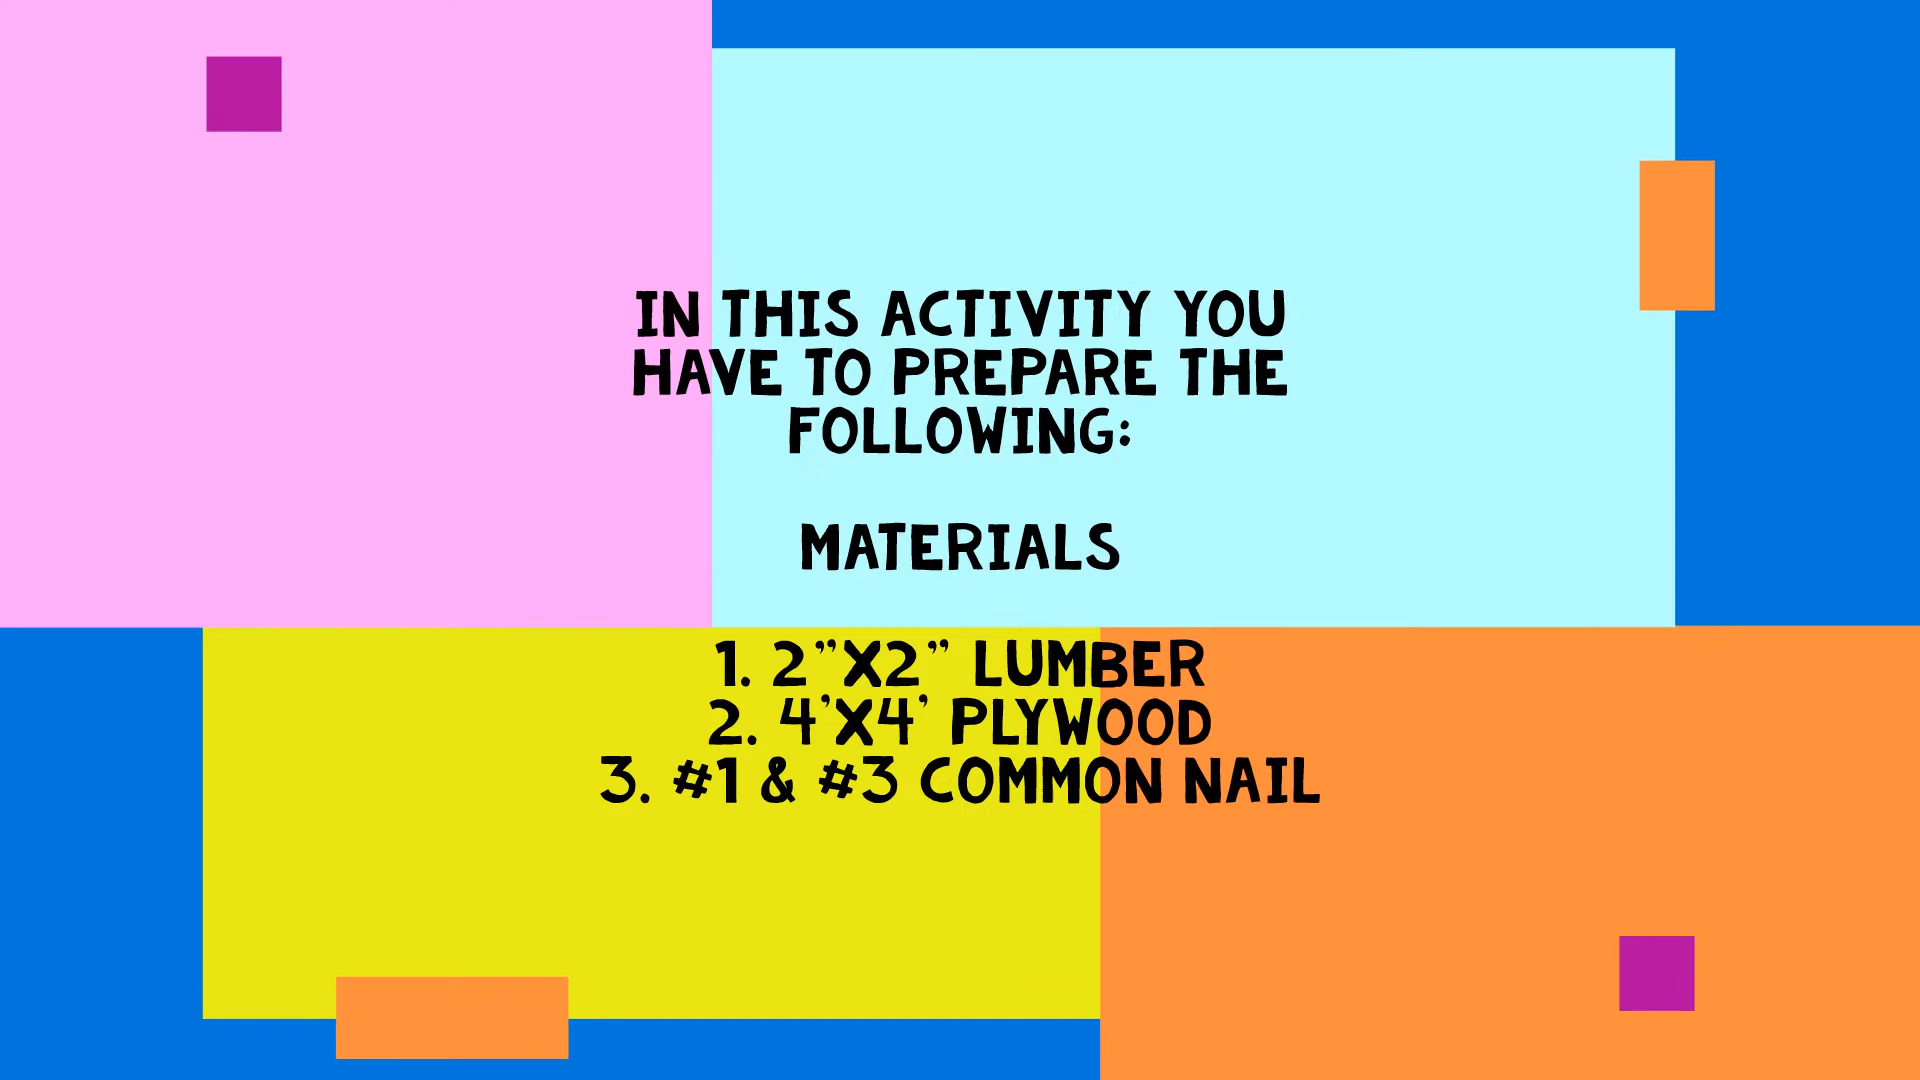 IN THIS ACTIVITY YOU
HAVE TO PREPARE THE
FOLLOWING:
MATERIALS
1. 2”X2” LUMBER
2. 4’X4’ PLYWOOD
3. #1 & #3 COMMON NAIL